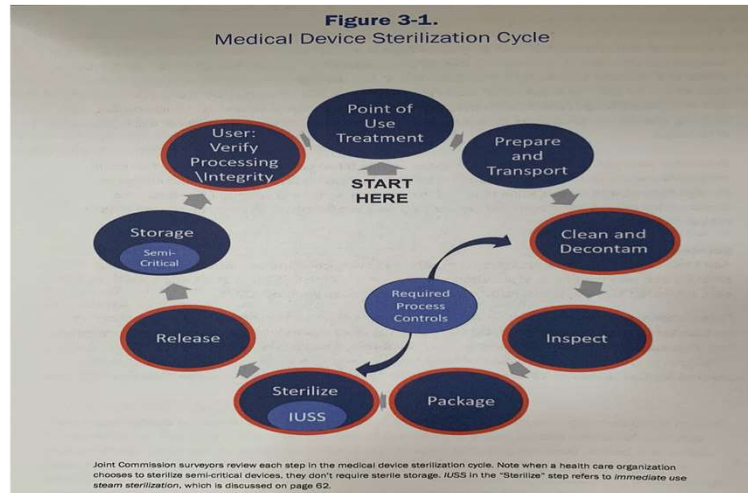 Figure 3-1.
Medical Device Sterilization Cycle
Point of
Use
Treatment
START
HERE
Prepare
and
Transport
Clean and
Decontam
Inspect
Package
Sterilize
IUSS
Release
Storage
Semi-
Critical
User:
Verify
Processing
\Integrity
Required
Process
Controls
Joint Commission surveyors review each step in the medical device sterilization cycle. Note when a health care organization
chooses to sterilize semi-critical devices, they don't require sterile storage. IUSS in the "Sterilize" step refers to immediate use
steam sterilization, which is discussed on page 62.